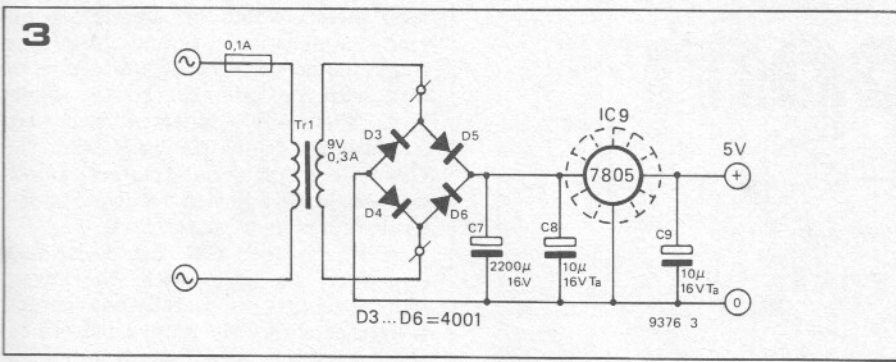 3
0,1A
Tr1
9V
0,3A
D3
D5
D4
D6
C7
2200µ
16V
C8
10µ
16V Ta
IC9
7805
C9
10µ
16V Ta
5V
+
0
D3...D6=4001
9376 3